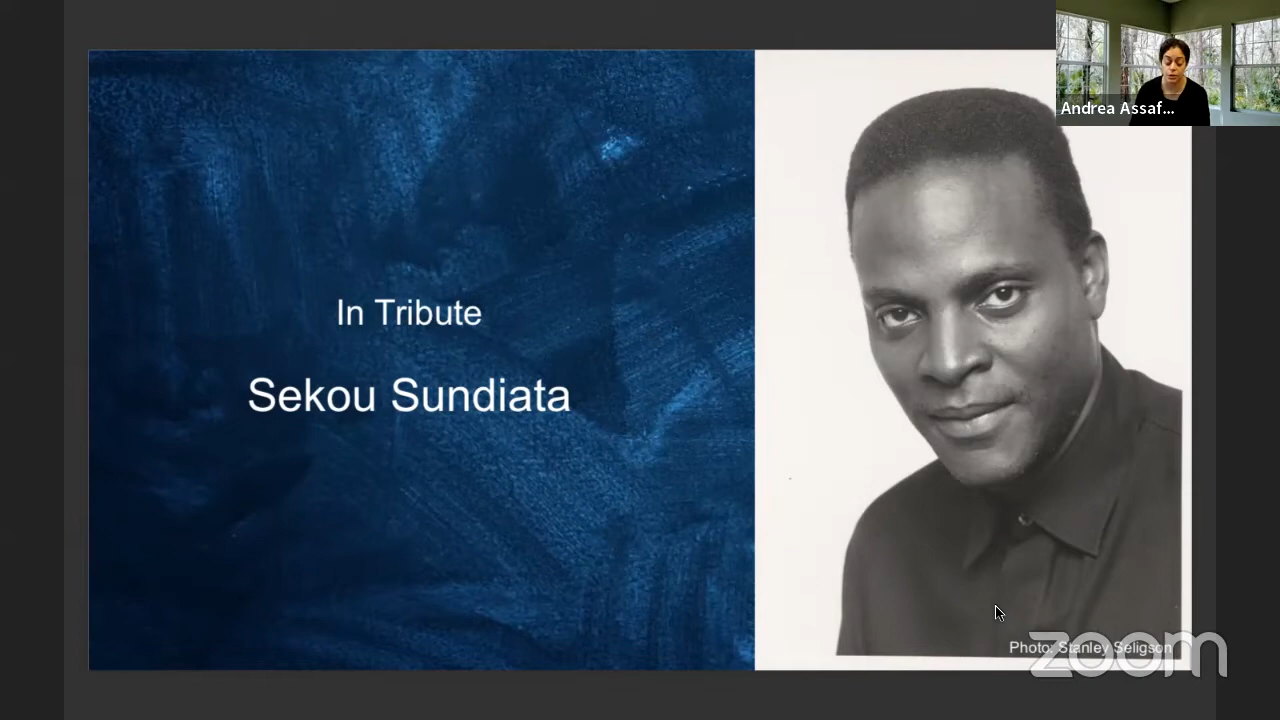 Andrea Assaf...
In Tribute
Sekou Sundiata
Photo: Stanley Seligson
zoom